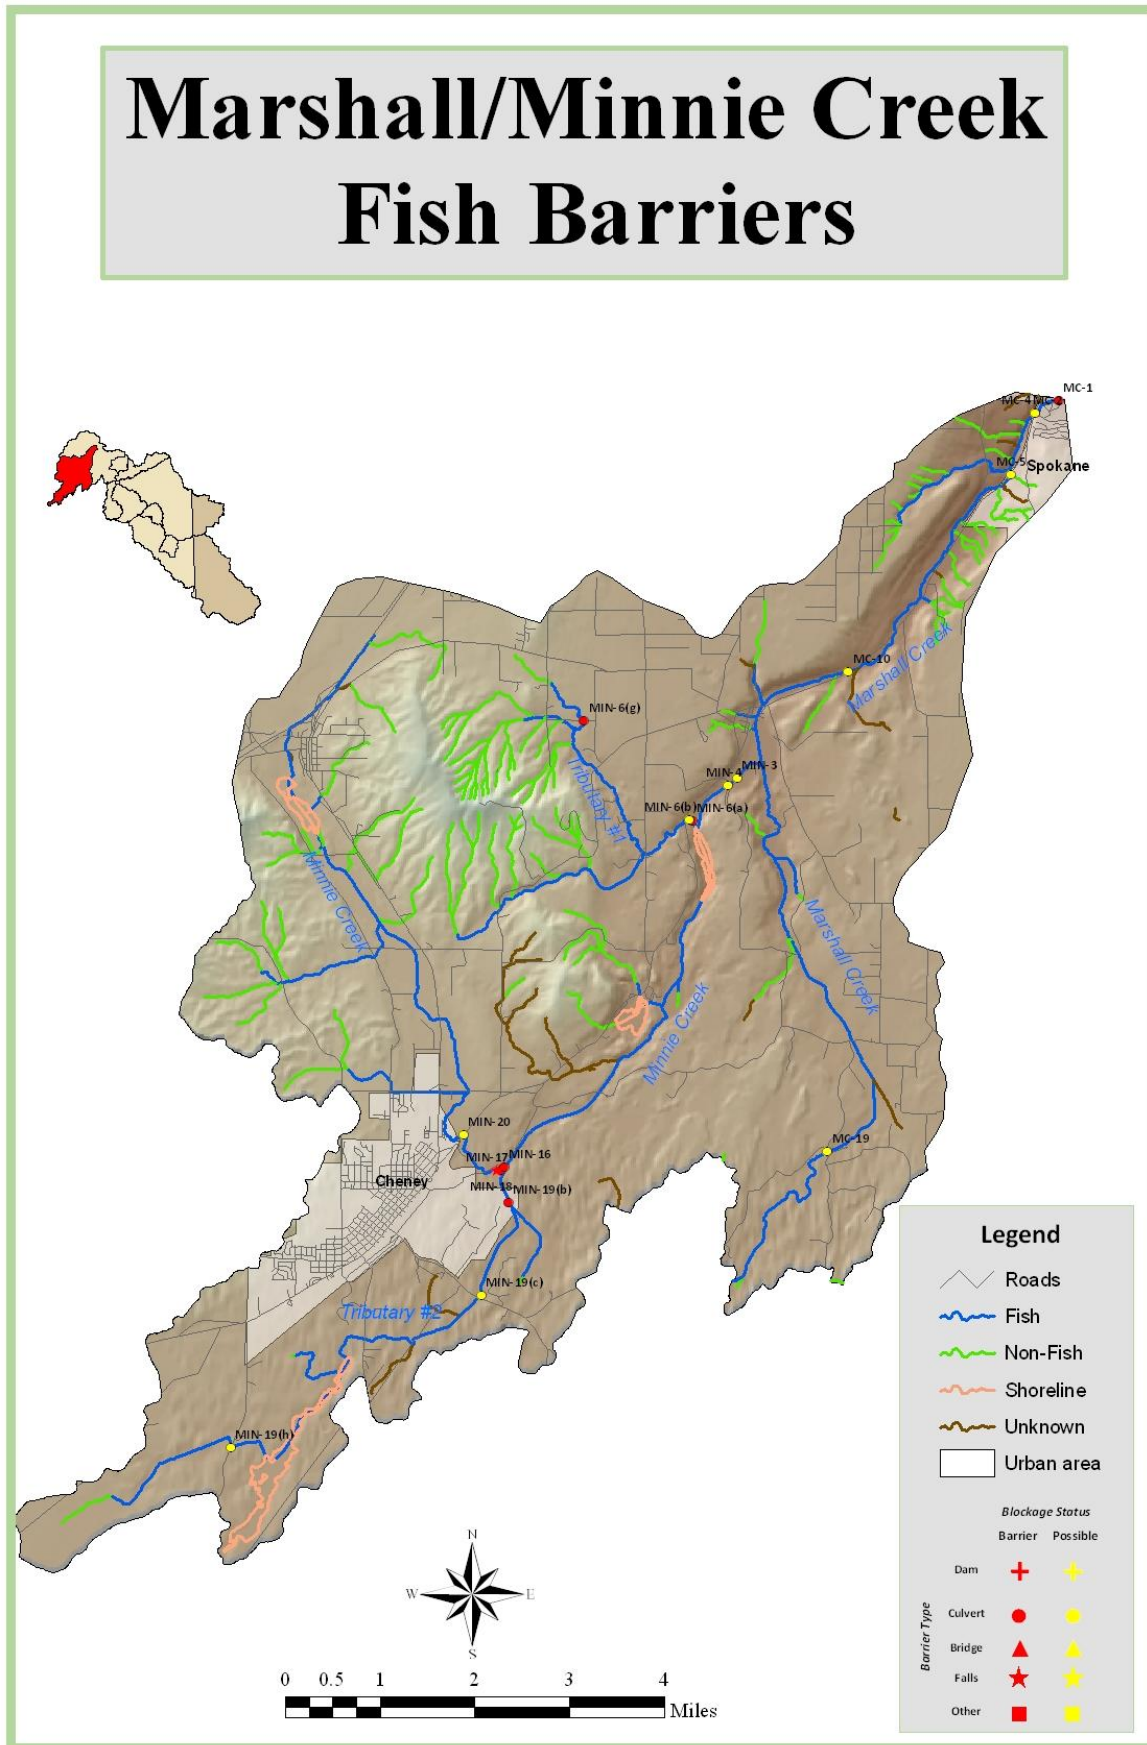 Marshall/Minnie Creek
Fish Barriers
MC-1
MC-4
MC-2
MC-5
Spokane
MC-10
Marshall Creek
MIN-6(g)
Tributary #1
MIN-4
MIN-3
MIN-6(b)
MIN-6(a)
Minnie Creek
Marshall Creek
Minnie Creek
MIN-20
MIN-17
MIN-16
MC-19
Cheney
MIN-18
MIN-19(b)
MIN-19(c)
Tributary #2
MIN-19(h)
Legend
Roads
Fish
Non-Fish
Shoreline
Unknown
Urban area
Blockage Status
Barrier Possible
Barrier Type
Dam
Culvert
Bridge
Falls
Other
N
W E
S
0 0.5 1 2 3 4
Miles